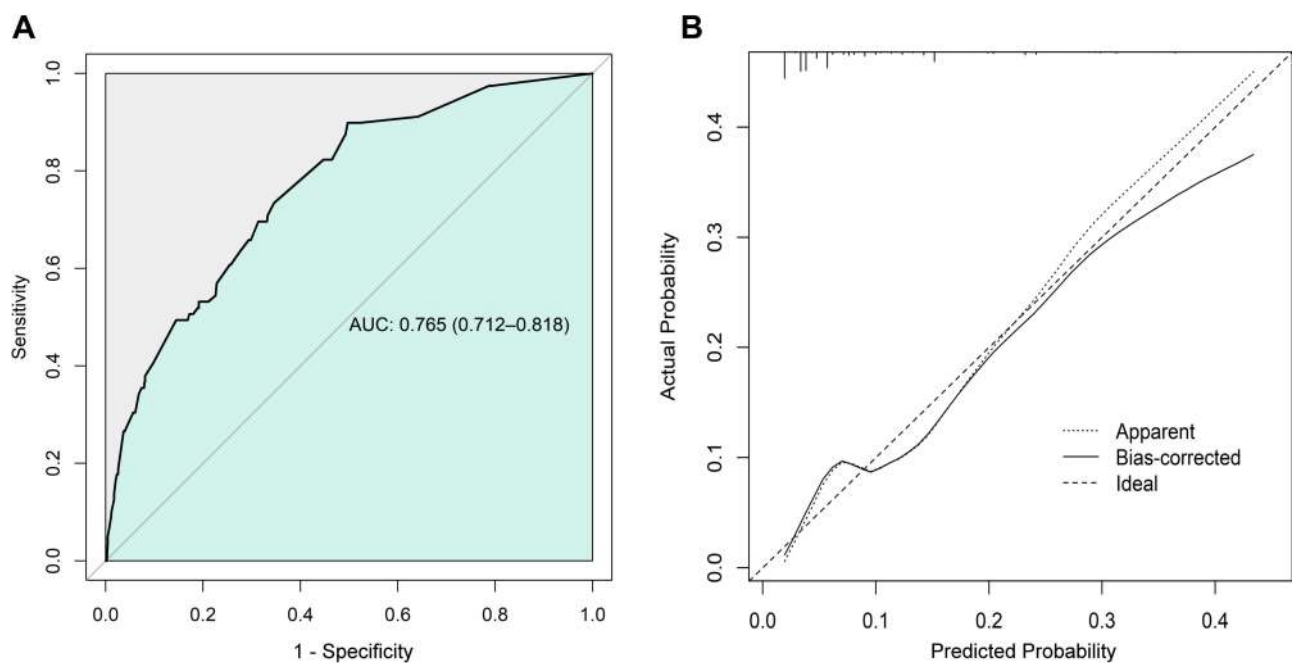 A
1.0
0.8
0.6
0.4
0.2
0.0
Sensitivity
AUC: 0.765 (0.712–0.818)
0.0 0.2 0.4 0.6 0.8 1.0
1 - Specificity
B
0.4
0.3
0.2
0.1
0.0
Actual Probability
Apparent
Bias-corrected
Ideal
0.0 0.1 0.2 0.3 0.4
Predicted Probability